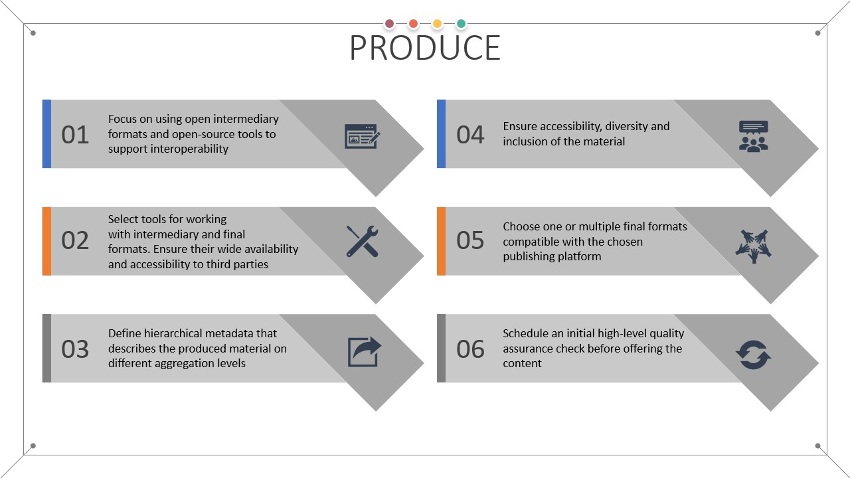 PRODUCE
01
Focus on using open intermediary
formats and open-source tools to
support interoperability
02
Select tools for working
with intermediary and final
formats. Ensure their wide availability
and accessibility to third parties
03
Define hierarchical metadata that
describes the produced material on
different aggregation levels
04
Ensure accessibility, diversity and
inclusion of the material
05
Choose one or multiple final formats
compatible with the chosen
publishing platform
06
Schedule an initial high-level quality
assurance check before offering the
content